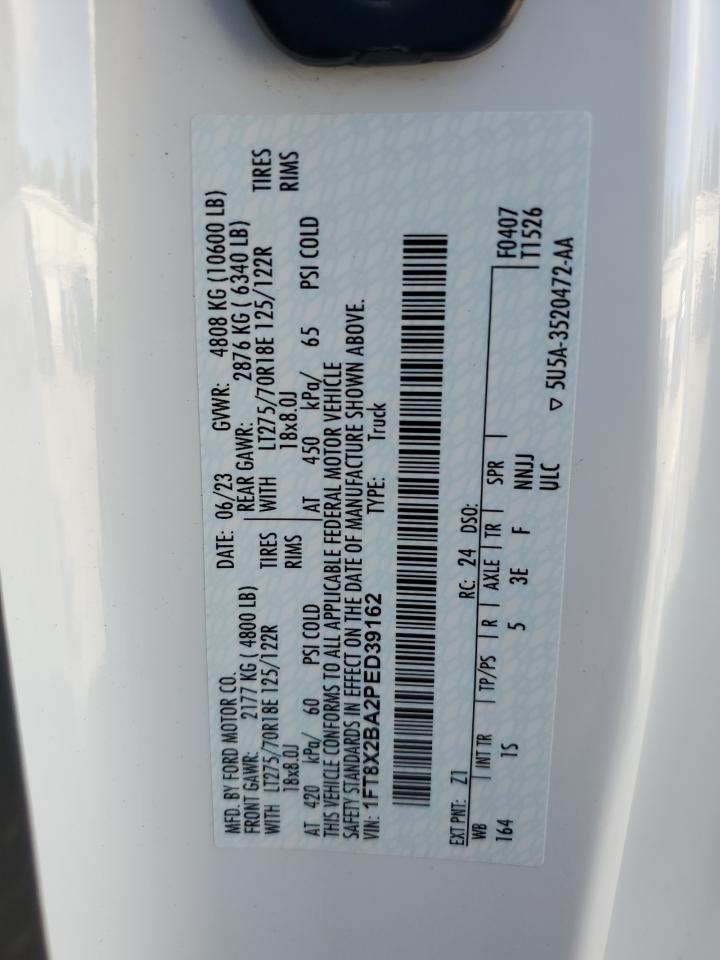 MFD. BY FORD MOTOR CO.
DATE: 06/23 GVWR: 4808 KG (10600 LB)
FRONT GAWR: 2177 KG ( 4800 LB) REAR GAWR: 2876 KG ( 6340 LB)
WITH LT275/70R18E 125/122R TIRES WITH LT275/70R18E 125/122R TIRES
18x8.0J RIMS 18x8.0J RIMS
AT 420 kPa/ 60 PSI COLD AT 450 kPa/ 65 PSI COLD
THIS VEHICLE CONFORMS TO ALL APPLICABLE FEDERAL MOTOR VEHICLE
SAFETY STANDARDS IN EFFECT ON THE DATE OF MANUFACTURE SHOWN ABOVE.
VIN: 1FT8X2BA2PED39162 TYPE: Truck
EXT PNT: Z1 RC: 24 DSO:
WB INT TR TP/PS R AXLE TR SPR F0407
164 1S 5 3E F NNJJ T1526
ULC
▽ 5U5A-3520472-AA